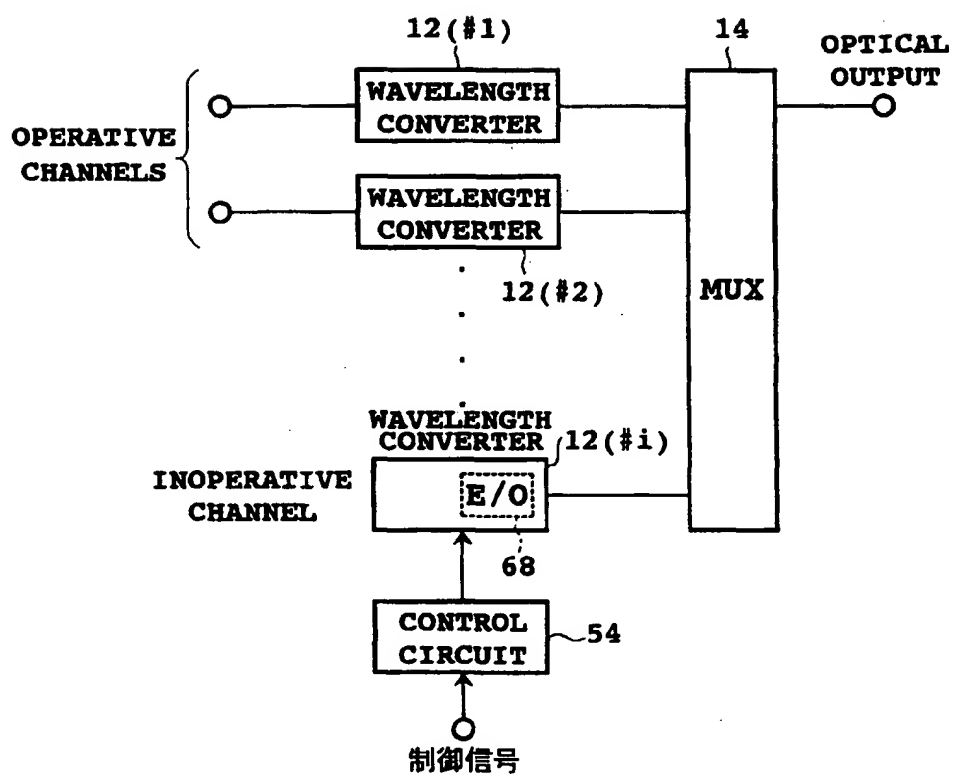 12(#1)
14
OPTICAL
OUTPUT
WAVELENGTH
CONVERTER
OPERATIVE
CHANNELS
WAVELENGTH
CONVERTER
12(#2)
MUX
WAVELENGTH
CONVERTER
12(#i)
INOPERATIVE
CHANNEL
E/O
68
CONTROL
CIRCUIT
54
制御信号